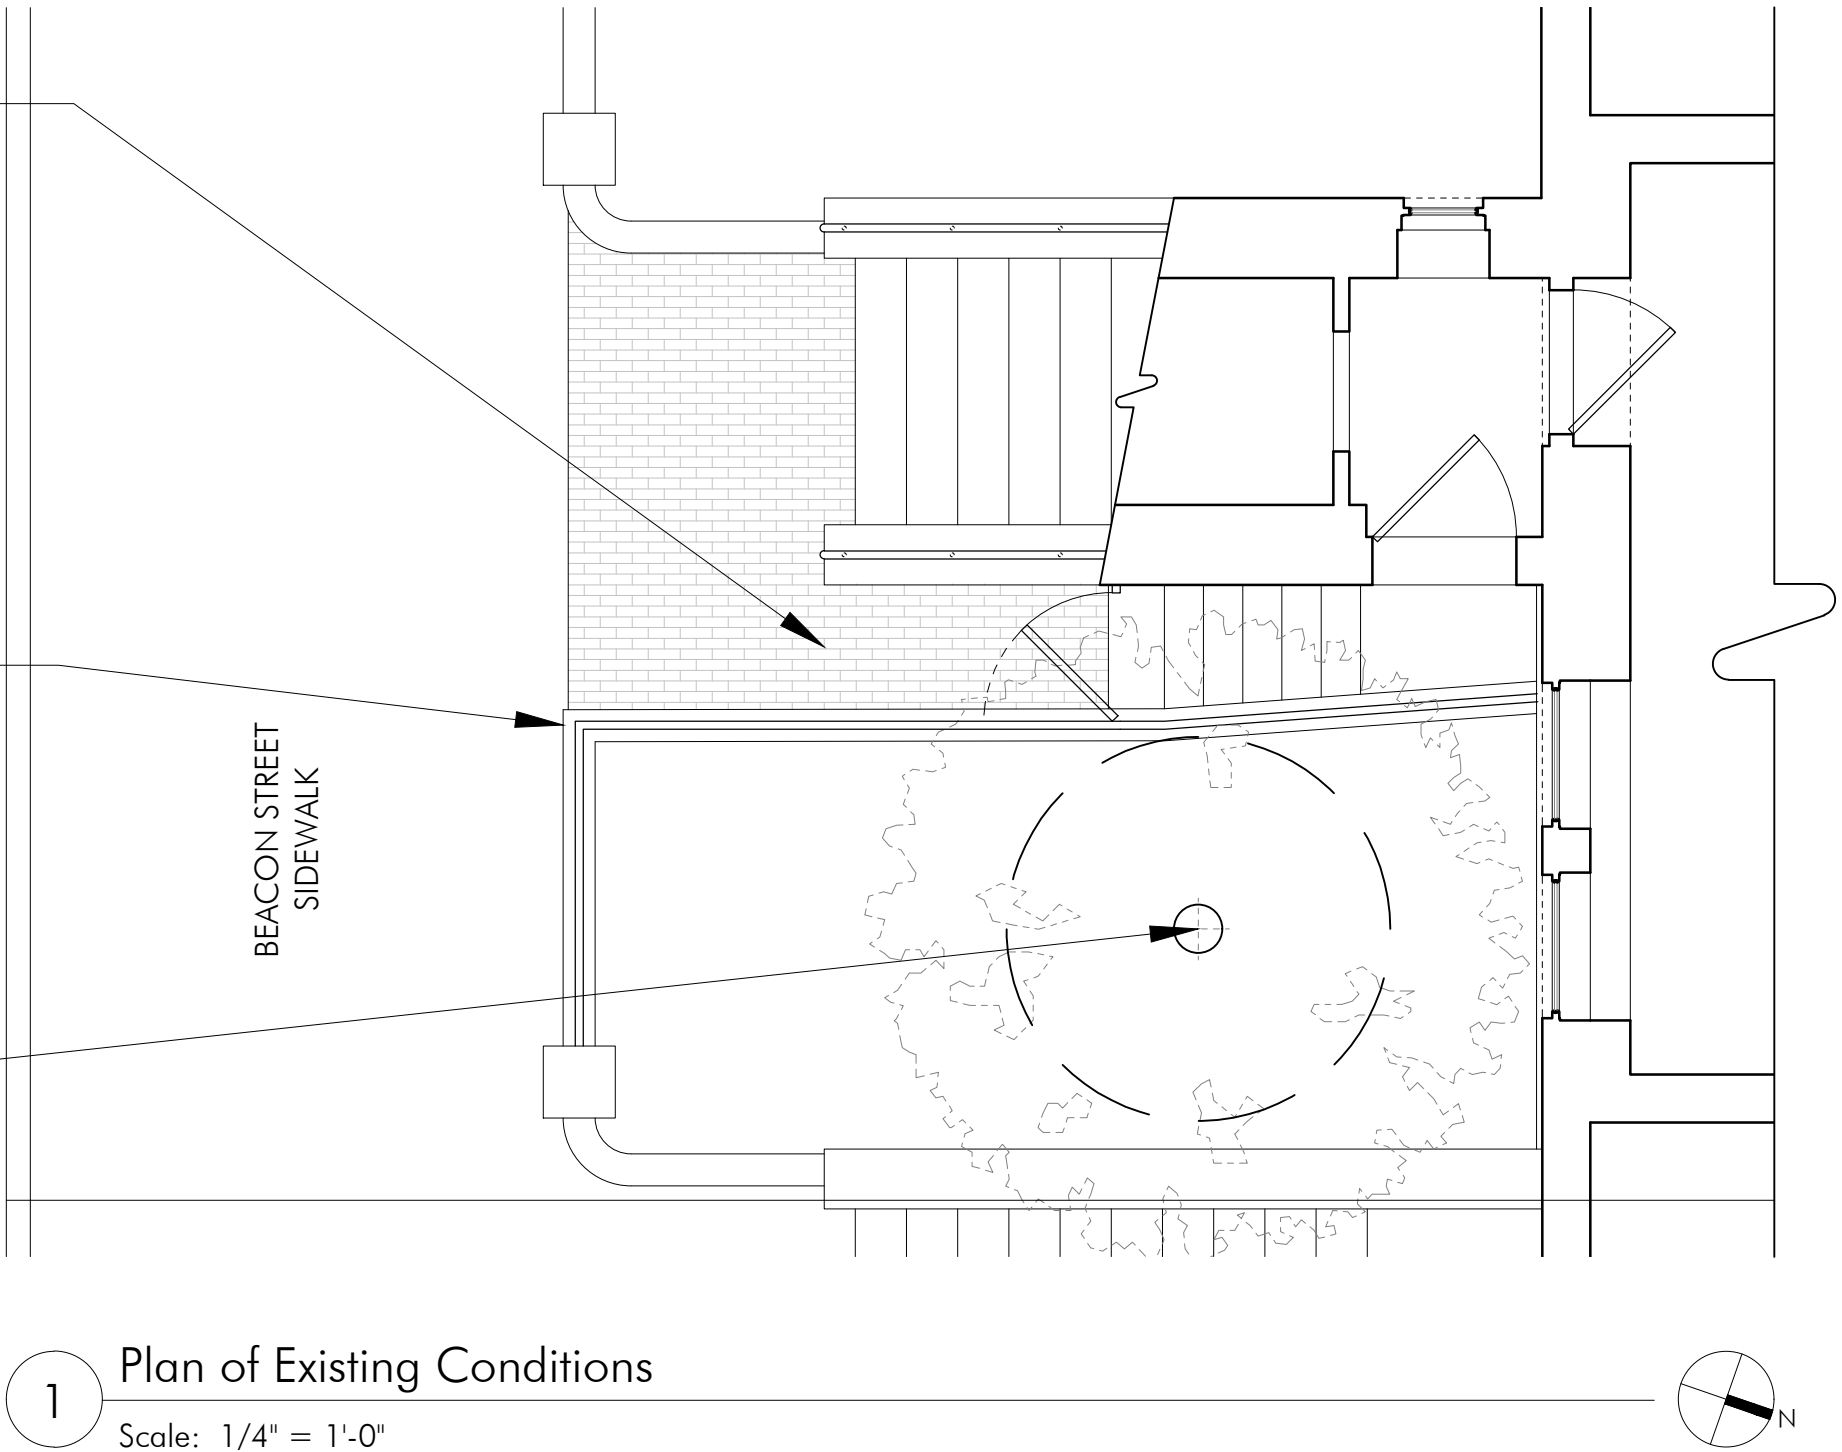 BEACON STREET
SIDEWALK
1
Plan of Existing Conditions
Scale: 1/4" = 1'-0"
N